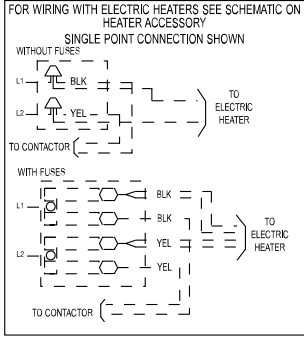 FOR WIRING WITH ELECTRIC HEATERS SEE SCHEMATIC ON
HEATER ACCESSORY
SINGLE POINT CONNECTION SHOWN
WITHOUT FUSES
L1
BLK
TO
ELECTRIC
HEATER
L2
YEL
TO CONTACTOR
WITH FUSES
BLK
L1
BLK
TO
ELECTRIC
HEATER
YEL
L2
YEL
TO CONTACTOR